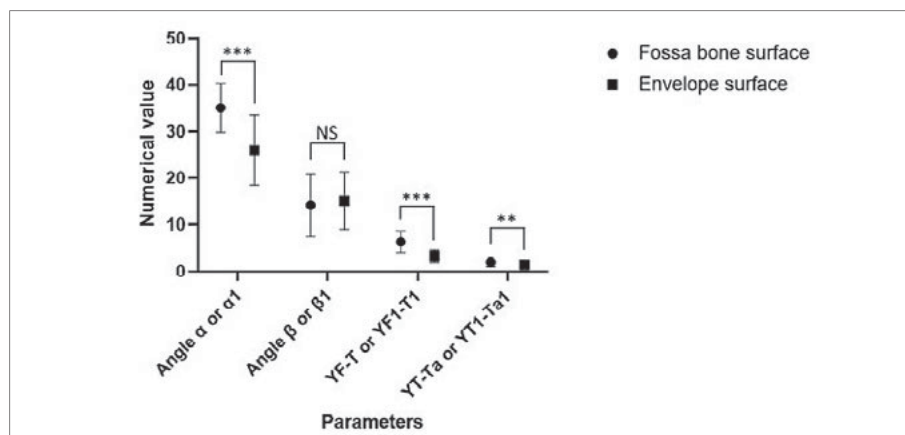 50
40
30
20
10
0
Numerical value
***
NS
***
**
Fossa bone surface
Envelope surface
Angle α or α1
Angle β or β1
YF-T or YF1-T1
YT-Ta or YT1-Ta1
Parameters